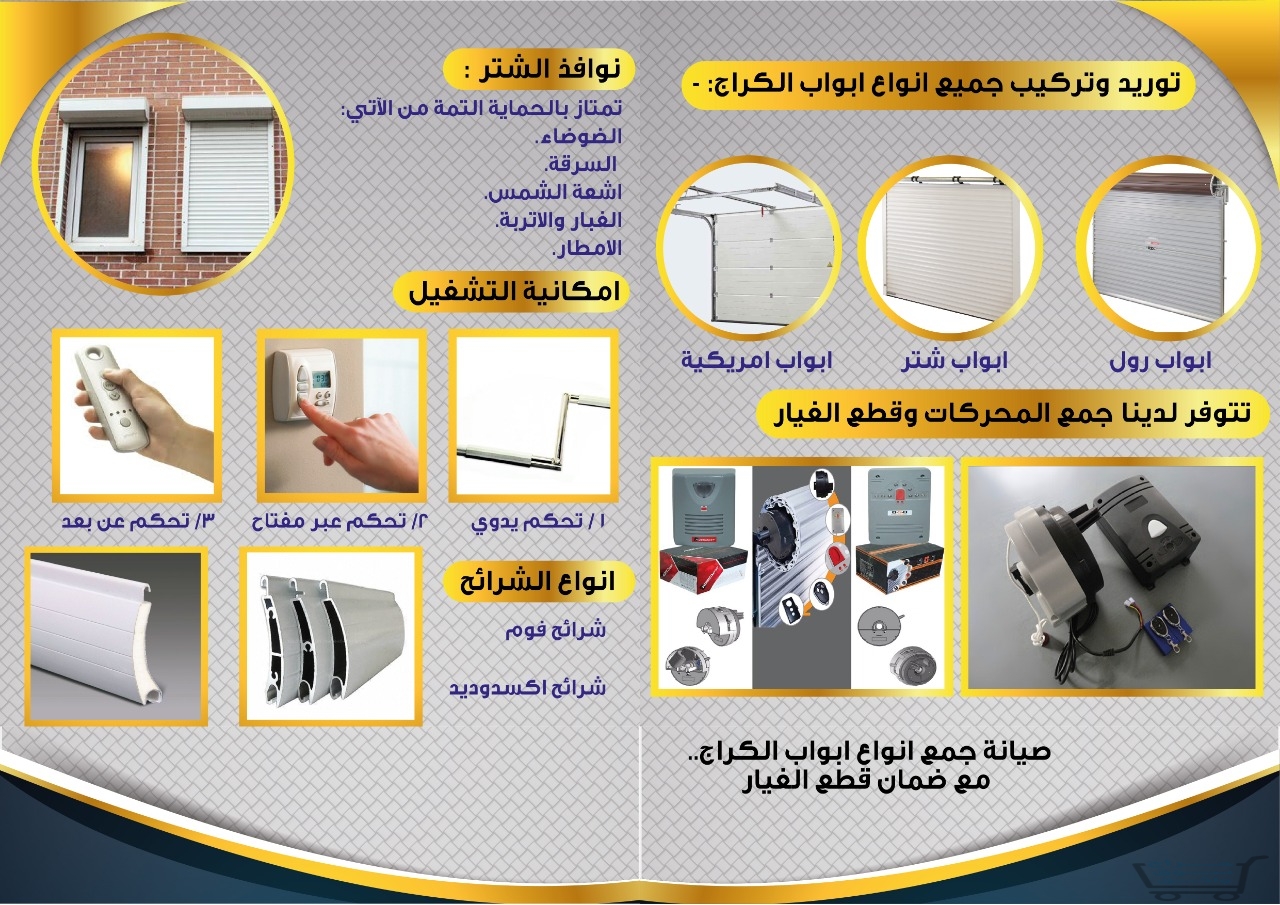 توريد وتركيب جميع انواع ابواب الكراج: -
ابواب رول
ابواب شتر
ابواب امريكية
تتوفر لدينا جمع المحركات وقطع الغيار
صيانة جمع انواع ابواب الكراج..
مع ضمان قطع الغيار
نوافذ الشتر :
تمتاز بالحماية التمة من الآتي:
الضوضاء.
السرقة.
اشعة الشمس.
الغبار والاتربة.
الامطار.
امكانية التشغيل
١/ تحكم يدوي
٢/ تحكم عبر مفتاح
٣/ تحكم عن بعد
انواع الشرائح
شرائح فوم
شرائح اكسدوديد